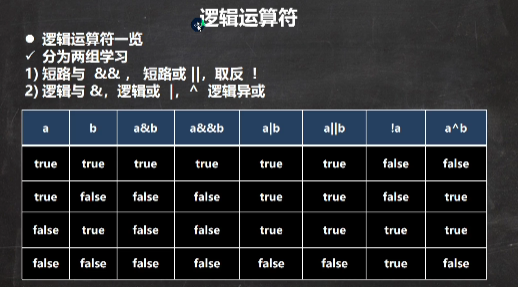 逻辑运算符
● 逻辑运算符一览
✓ 分为两组学习
1) 短路与 && ， 短路或 ||，取反 ！
2) 逻辑与 &，逻辑或 |，^ 逻辑异或
a b a&b a&&b a|b a||b !a a^b
true true true true true true false false
true false false false true true false true
false true false false true true true true
false false false false false false true false